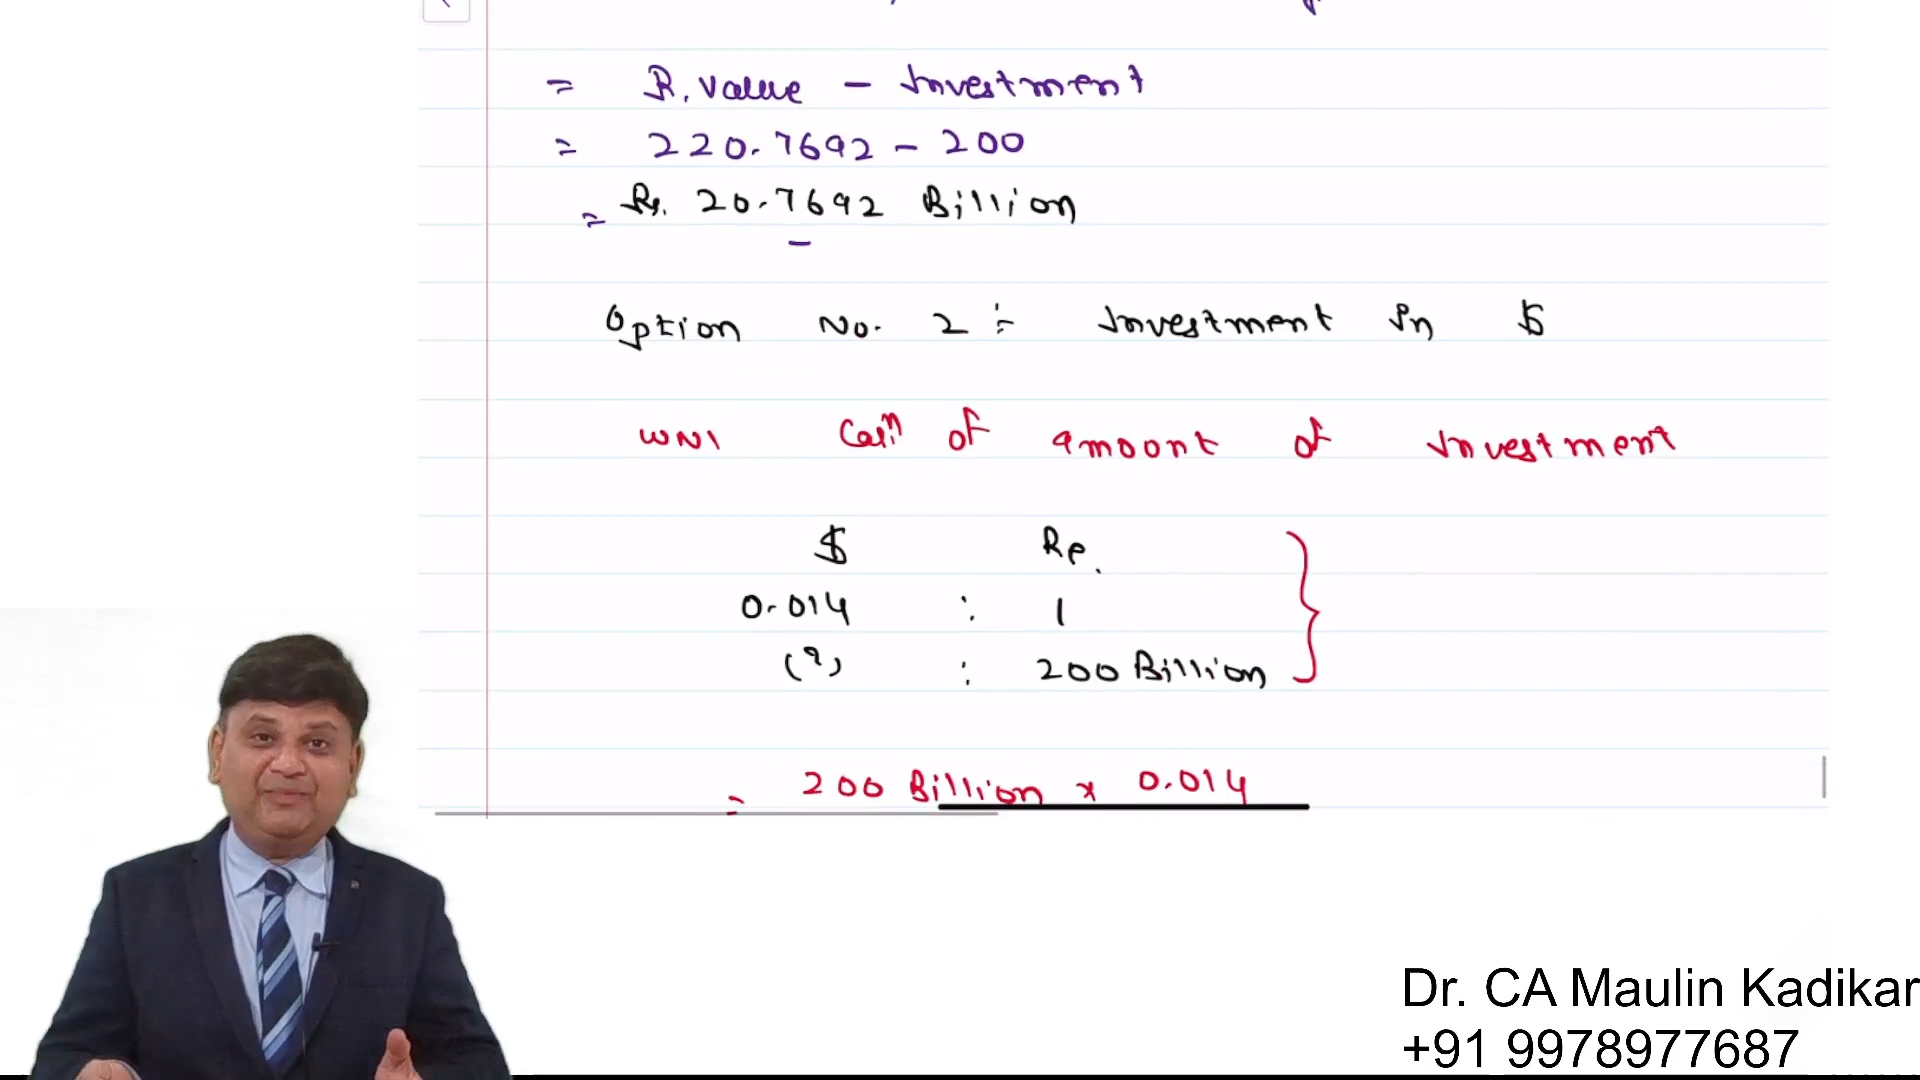 = R. value - Investment
= 220.7692 - 200
= Rs. 20.7692 Billion
Option No. 2 :- Investment in $
WN1 Caln of amount of Investment
$ Re.
0.014 : 1
(?) : 200 Billion
= 200 Billion × 0.014
Dr. CA Maulin Kadikar
+91 9978977687